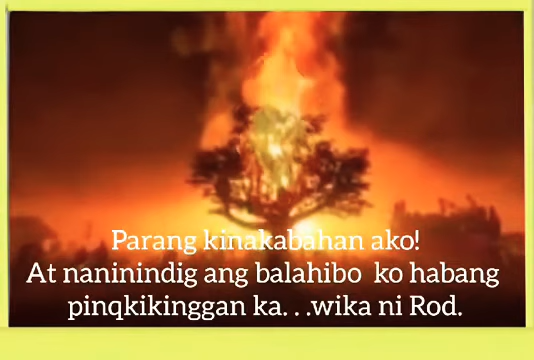 Parang kinakabahan ako!
At naninindig ang balahibo ko habang
pinqkikinggan ka. . .wika ni Rod.